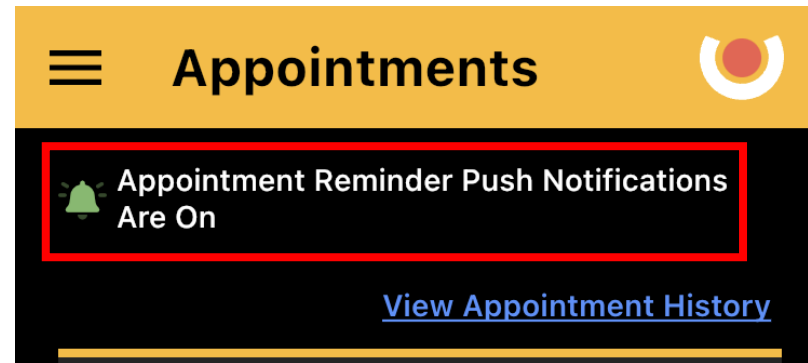 Appointments
Appointment Reminder Push Notifications
Are On
View Appointment History